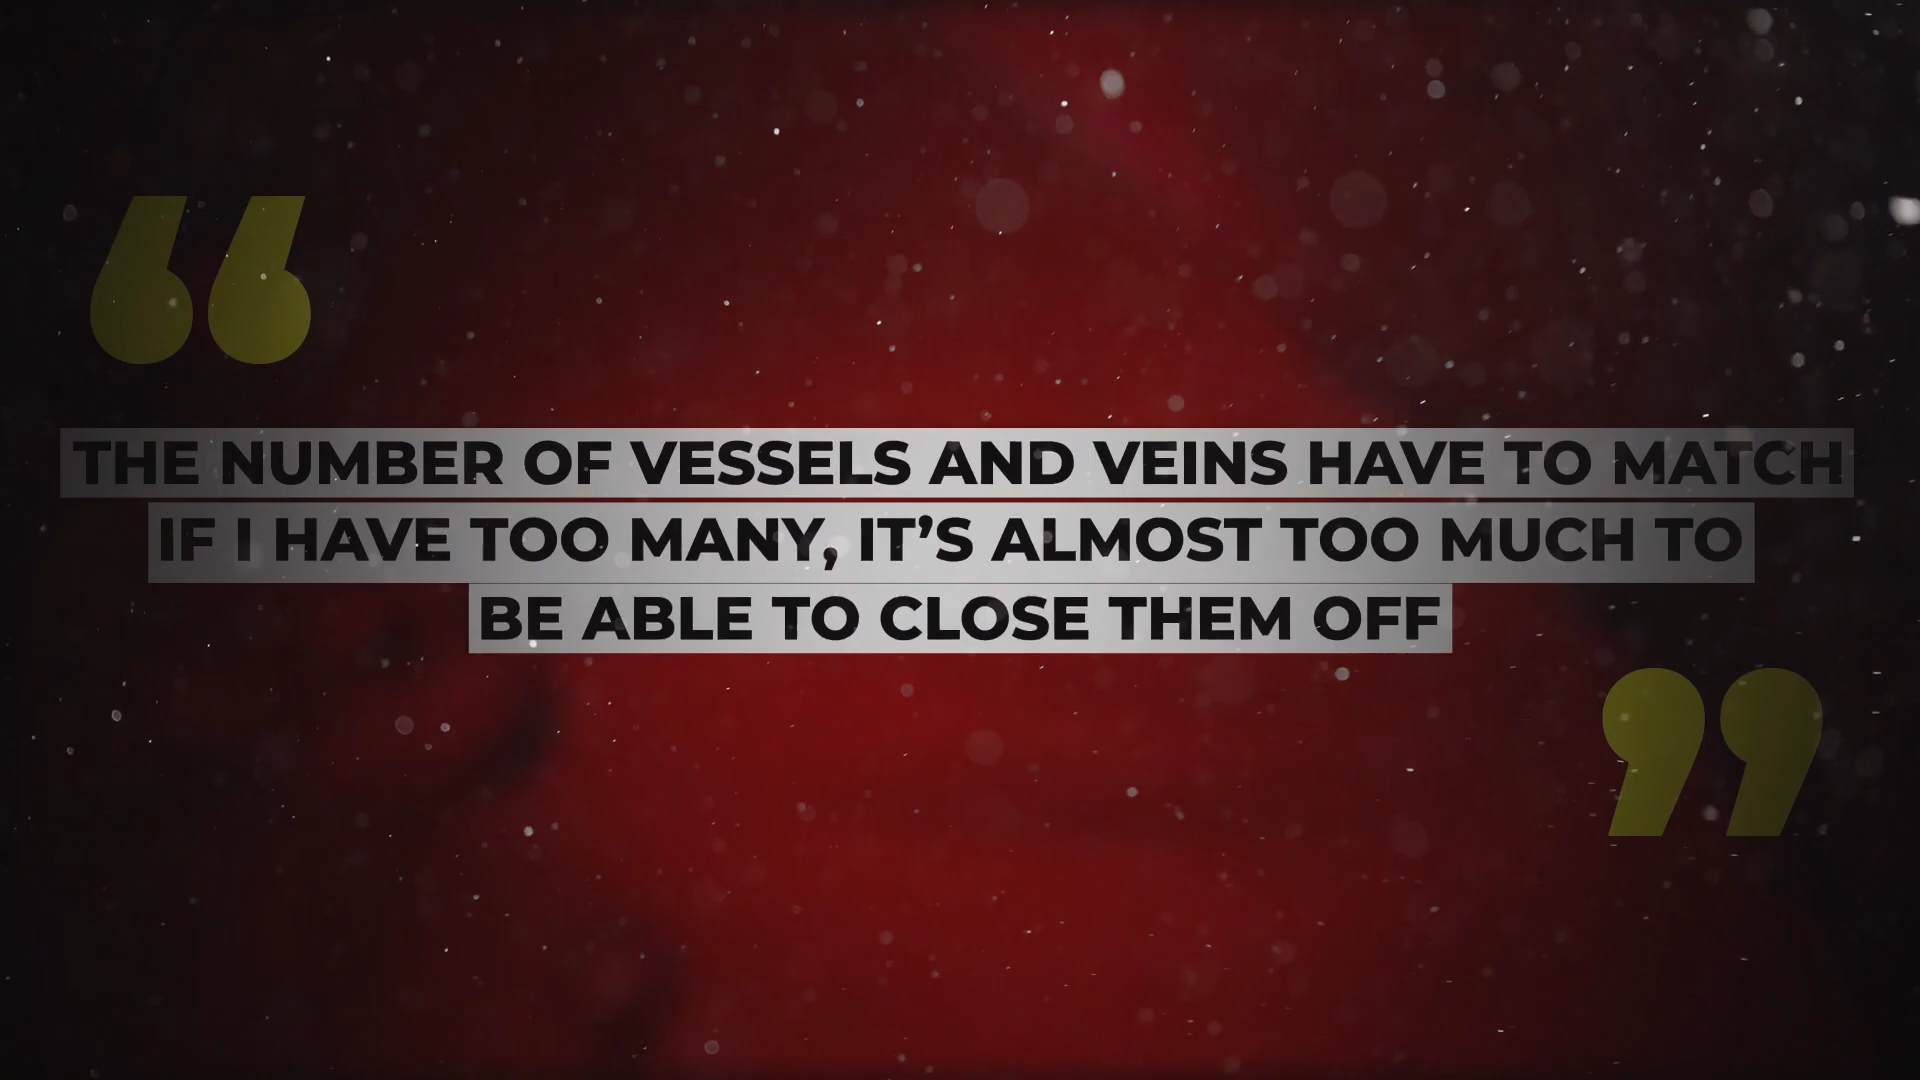 THE NUMBER OF VESSELS AND VEINS HAVE TO MATCH
IF I HAVE TOO MANY, IT’S ALMOST TOO MUCH TO
BE ABLE TO CLOSE THEM OFF